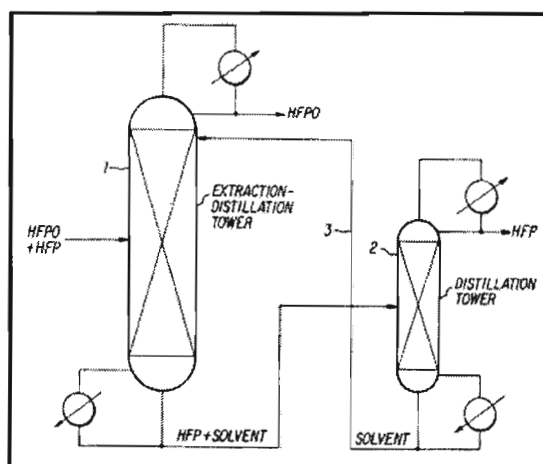 HFPO
1
EXTRACTION-
DISTILLATION
TOWER
HFPO
+HFP
3
2
HFP
DISTILLATION
TOWER
HFP+SOLVENT
SOLVENT